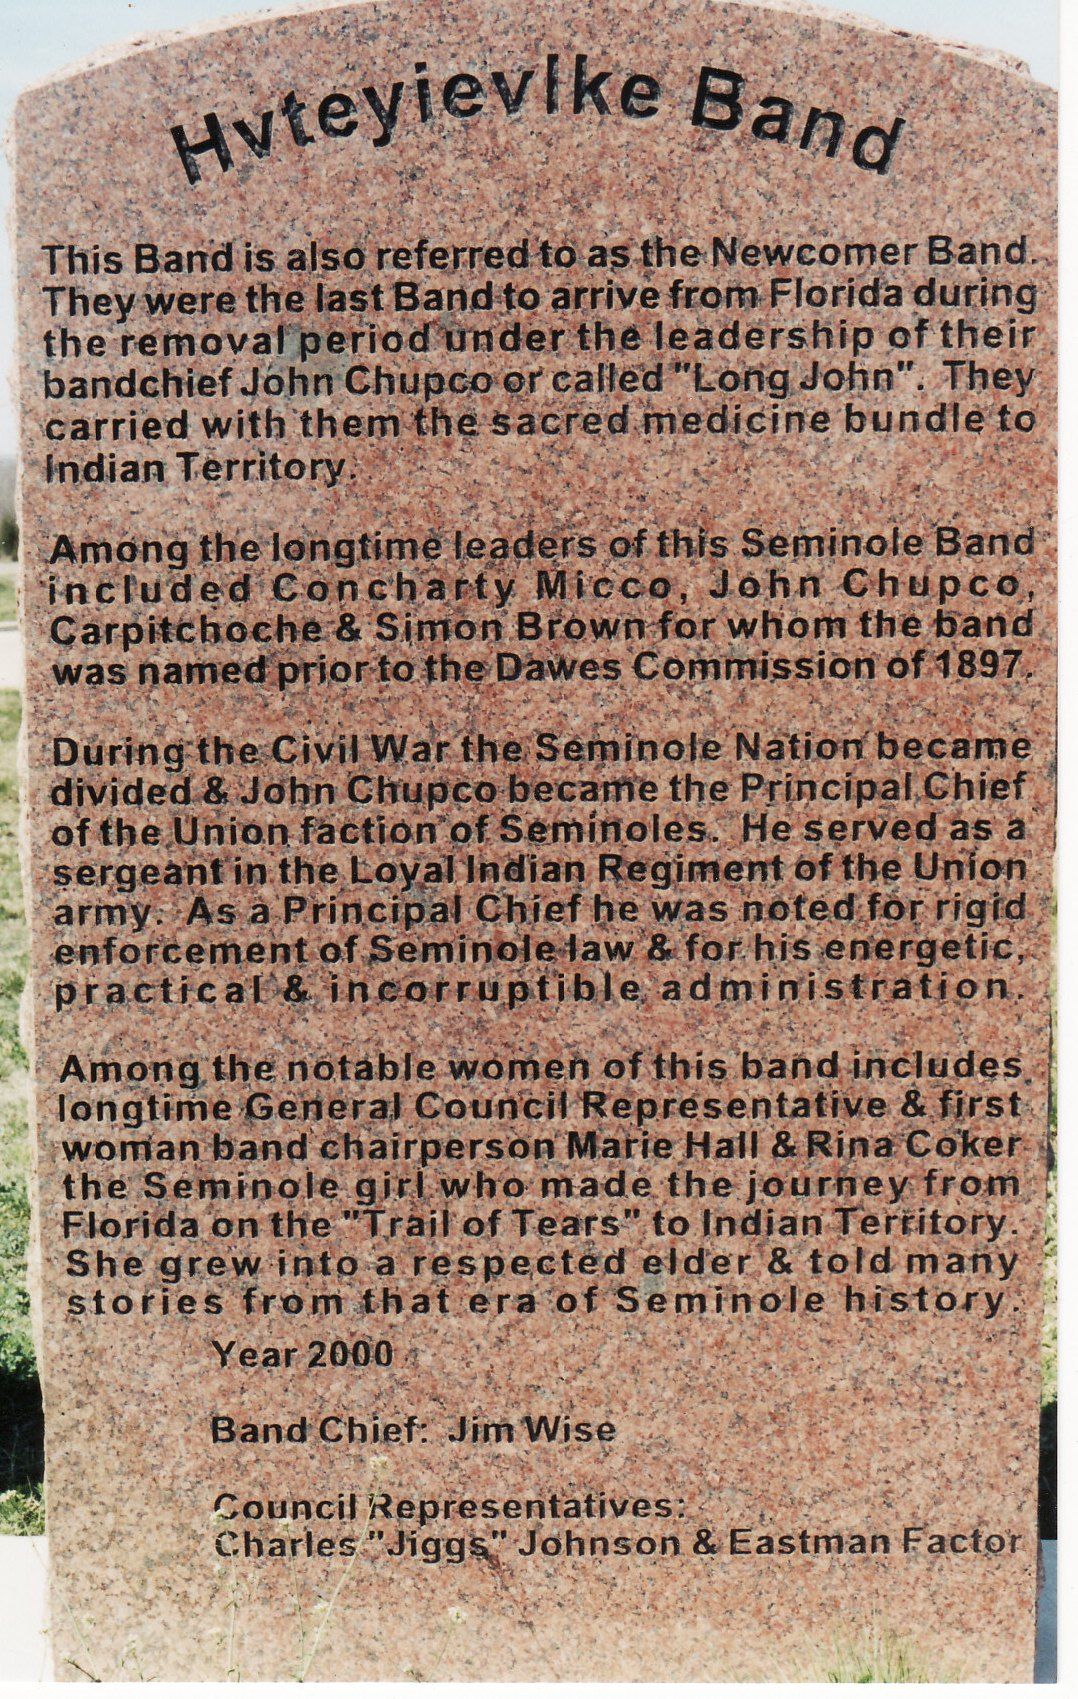 Hvteyievlke Band
This Band is also referred to as the Newcomer Band.
They were the last Band to arrive from Florida during
the removal period under the leadership of their
bandchief John Chupco or called "Long John". They
carried with them the sacred medicine bundle to
Indian Territory.
Among the longtime leaders of this Seminole Band
included Concharty Micco, John Chupco,
Carpitchoche & Simon Brown for whom the band
was named prior to the Dawes Commission of 1897.
During the Civil War the Seminole Nation became
divided & John Chupco became the Principal Chief
of the Union faction of Seminoles. He served as a
sergeant in the Loyal Indian Regiment of the Union
army. As a Principal Chief he was noted for rigid
enforcement of Seminole law & for his energetic,
practical & incorruptible administration.
Among the notable women of this band includes
longtime General Council Representative & first
woman band chairperson Marie Hall & Rina Coker
the Seminole girl who made the journey from
Florida on the "Trail of Tears" to Indian Territory.
She grew into a respected elder & told many
stories from that era of Seminole history.
Year 2000
Band Chief: Jim Wise
Council Representatives:
Charles "Jiggs" Johnson & Eastman Factor